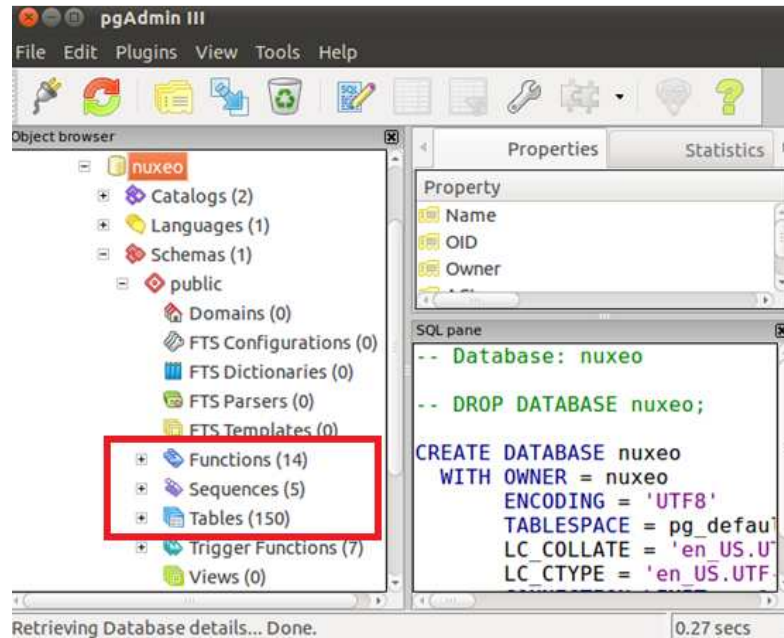 pgAdmin III
File Edit Plugins View Tools Help
SQL
Object browser
Properties
Statistics
nuxeo
Catalogs (2)
Languages (1)
Schemas (1)
public
Domains (0)
FTS Configurations (0)
FTS Dictionaries (0)
FTS Parsers (0)
FTS Templates (0)
Functions (14)
Sequences (5)
Tables (150)
Trigger Functions (7)
Views (0)
Property
Name
OID
Owner
SQL pane
-- Database: nuxeo
-- DROP DATABASE nuxeo;
CREATE DATABASE nuxeo
WITH OWNER = nuxeo
ENCODING = 'UTF8'
TABLESPACE = pg_defaul
LC_COLLATE = 'en_US.U
LC_CTYPE = 'en_US.UTF
Retrieving Database details... Done.
0.27 secs